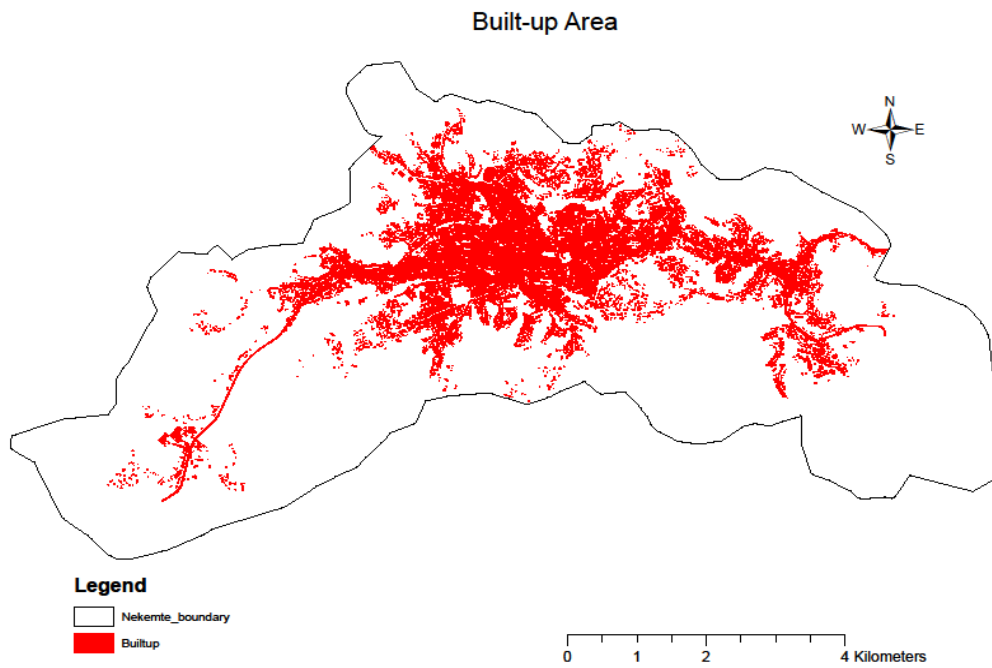 Built-up Area
N
W E
S
Legend
Nekemte_boundary
Builtup
0 1 2 4 Kilometers